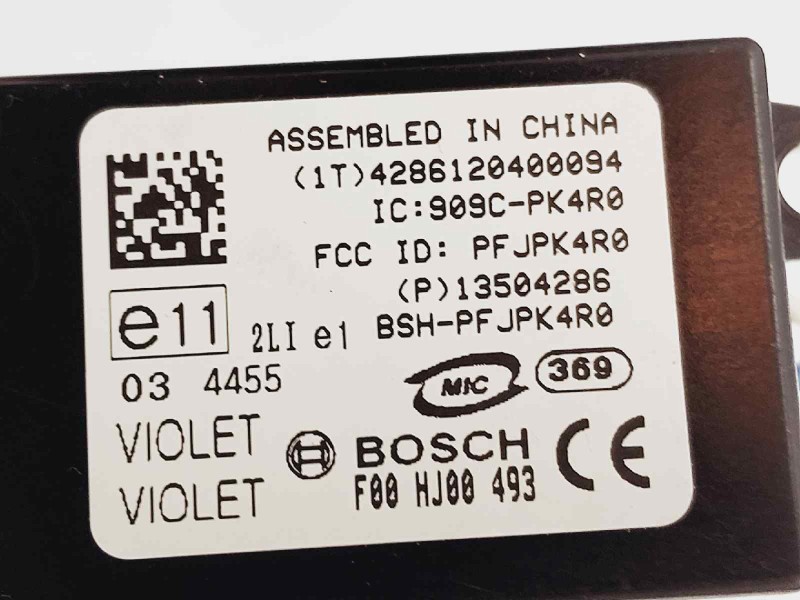 ASSEMBLED IN CHINA
(1T)4286120400094
IC:909C-PK4R0
FCC ID: PFJPK4R0
(P)13504286
e11 2LI e1 BSH-PFJPK4R0
03 4455 MIC 369
VIOLET
BOSCH CE
VIOLET F00 HJ00 493